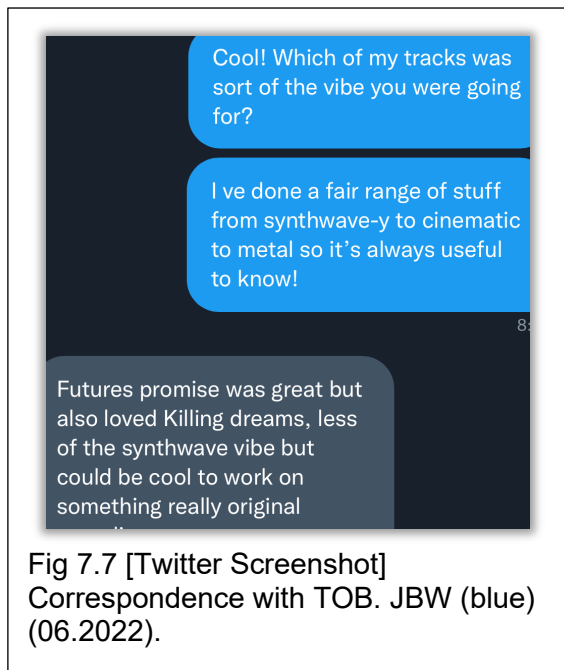 Cool! Which of my tracks was
sort of the vibe you were going
for?
I ve done a fair range of stuff
from synthwave-y to cinematic
to metal so it's always useful
to know!
8:
Futures promise was great but
also loved Killing dreams, less
of the synthwave vibe but
could be cool to work on
something really original
Fig 7.7 [Twitter Screenshot]
Correspondence with TOB. JBW (blue)
(06.2022).